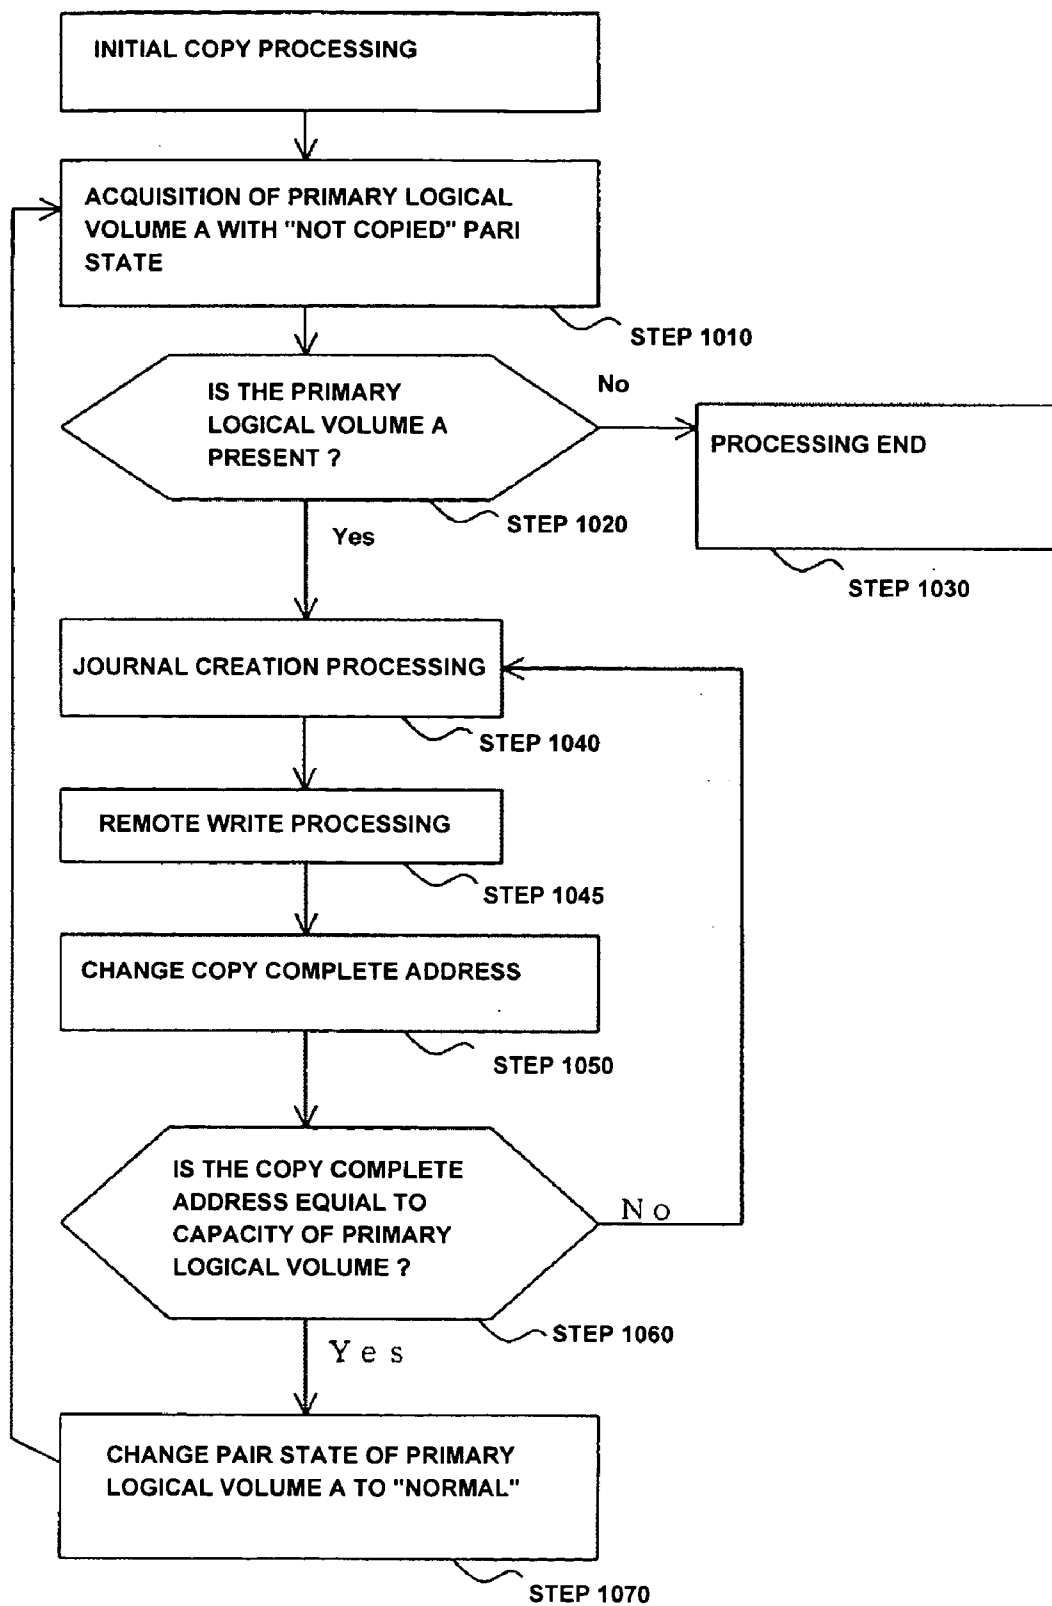 INITIAL COPY PROCESSING
ACQUISITION OF PRIMARY LOGICAL
VOLUME A WITH "NOT COPIED" PARI
STATE
STEP 1010
IS THE PRIMARY
LOGICAL VOLUME A
PRESENT ?
No
PROCESSING END
STEP 1020
Yes
STEP 1030
JOURNAL CREATION PROCESSING
STEP 1040
REMOTE WRITE PROCESSING
STEP 1045
CHANGE COPY COMPLETE ADDRESS
STEP 1050
IS THE COPY COMPLETE
ADDRESS EQUIAL TO
CAPACITY OF PRIMARY
LOGICAL VOLUME ?
No
STEP 1060
Yes
CHANGE PAIR STATE OF PRIMARY
LOGICAL VOLUME A TO "NORMAL"
STEP 1070